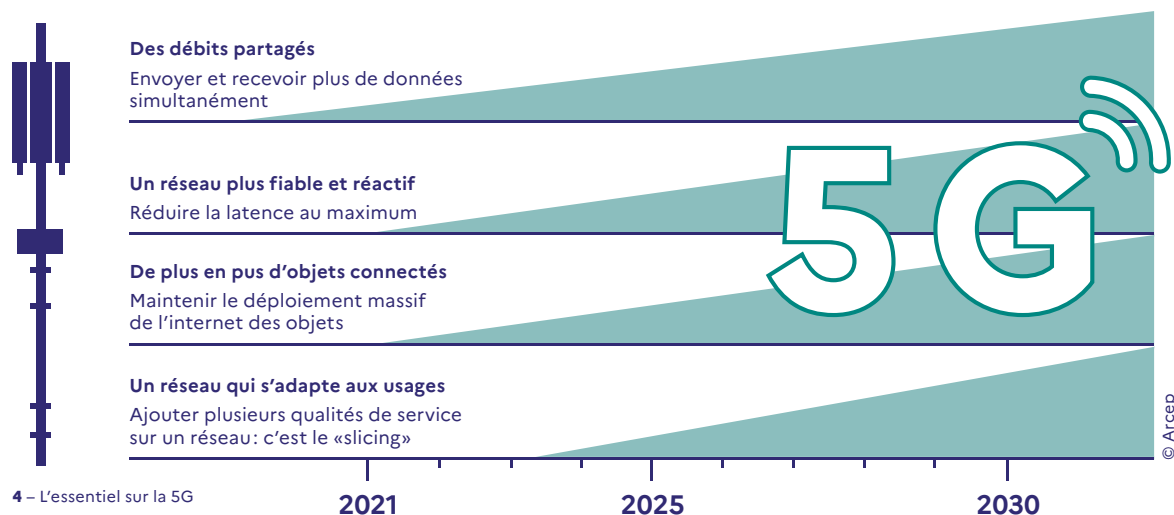 Des débits partagés
Envoyer et recevoir plus de données
simultanément
5G
Un réseau plus fiable et réactif
Réduire la latence au maximum
De plus en pus d'objets connectés
Maintenir le déploiement massif
de l'internet des objets
Un réseau qui s'adapte aux usages
Ajouter plusieurs qualités de service
sur un réseau : c'est le «slicing»
© Arcep
2021
2025
2030
4 – L'essentiel sur la 5G